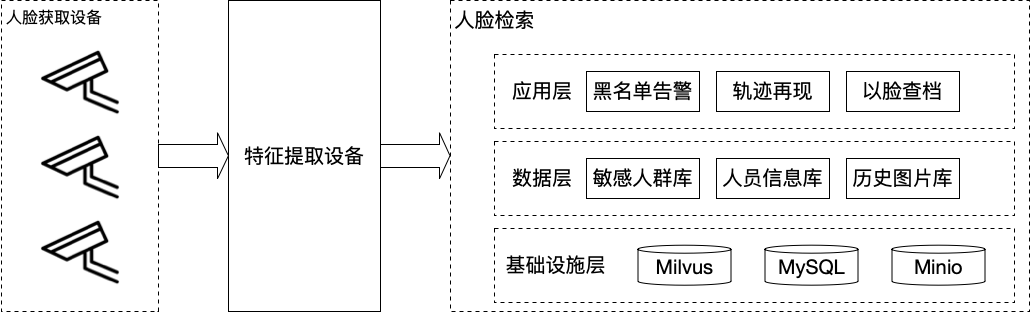 人脸获取设备
特征提取设备
人脸检索
应用层 黑名单告警 轨迹再现 以脸查档
数据层 敏感人群库 人员信息库 历史图片库
基础设施层 Milvus MySQL Minio